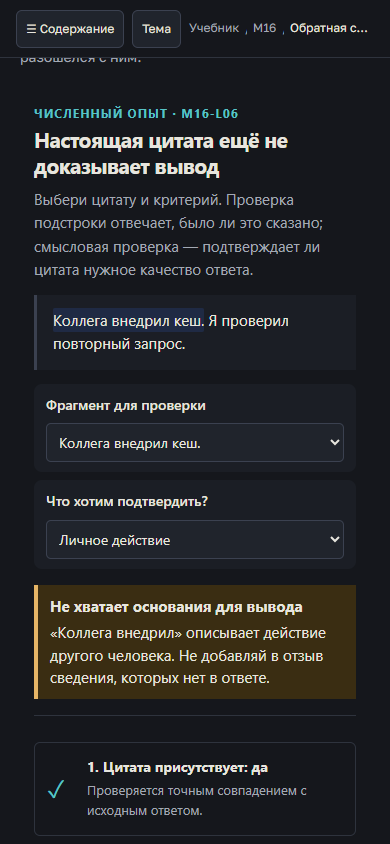 ☰ Содержание
Тема
Учебник , М16 , Обратная с...
разошёлся с ним.
ЧИСЛЕННЫЙ ОПЫТ · M16-L06
Настоящая цитата ещё не
доказывает вывод
Выбери цитату и критерий. Проверка
подстроки отвечает, было ли это сказано;
смысловая проверка — подтверждает ли
цитата нужное качество ответа.
Коллега внедрил кеш. Я проверил
повторный запрос.
Фрагмент для проверки
Коллега внедрил кеш.
Что хотим подтвердить?
Личное действие
Не хватает основания для вывода
«Коллега внедрил» описывает действие
другого человека. Не добавляй в отзыв
сведения, которых нет в ответе.
1. Цитата присутствует: да
Проверяется точным совпадением с
исходным ответом.